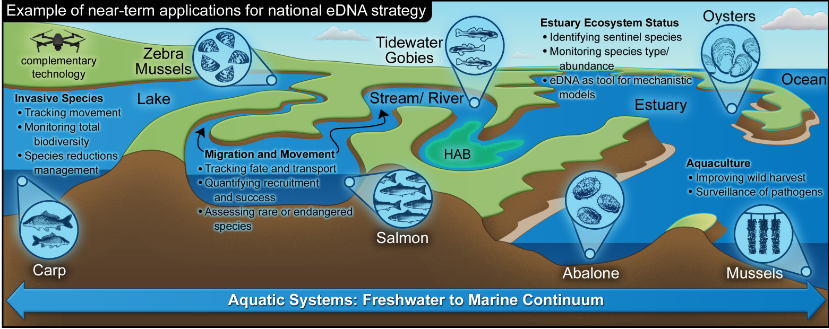 Example of near-term applications for national eDNA strategy
complementary
technology
Zebra
Mussels
Tidewater
Gobies
Estuary Ecosystem Status
• Identifying sentinel species
• Monitoring species type/
abundance
• eDNA as tool for mechanistic
models
Oysters
Ocean
Invasive Species
• Tracking movement
• Monitoring total
biodiversity
• Species reductions
management
Lake
Stream/ River
Estuary
HAB
Migration and Movement
• Tracking fate and transport
• Quantifying recruitment
and success
• Assessing rare or endangered
species
Aquaculture
• Improving wild harvest
• Surveillance of pathogens
Carp
Salmon
Abalone
Mussels
Aquatic Systems: Freshwater to Marine Continuum